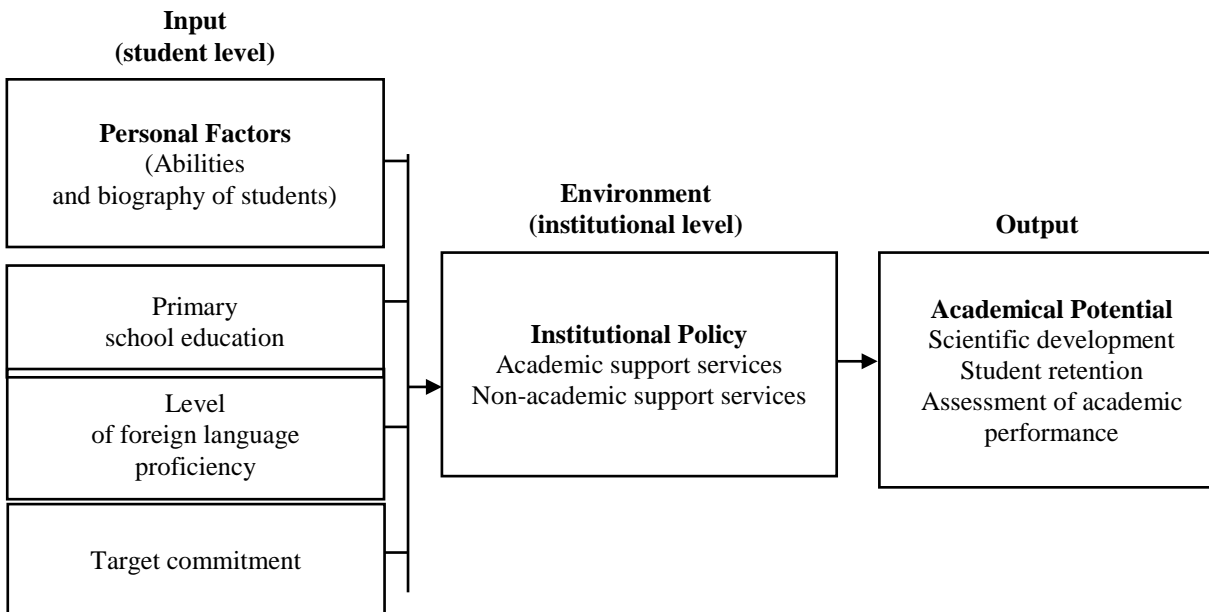 Input
(student level)
Personal Factors
(Abilities
and biography of students)
Primary
school education
Level
of foreign language
proficiency
Target commitment
Environment
(institutional level)
Institutional Policy
Academic support services
Non-academic support services
Output
Academical Potential
Scientific development
Student retention
Assessment of academic
performance